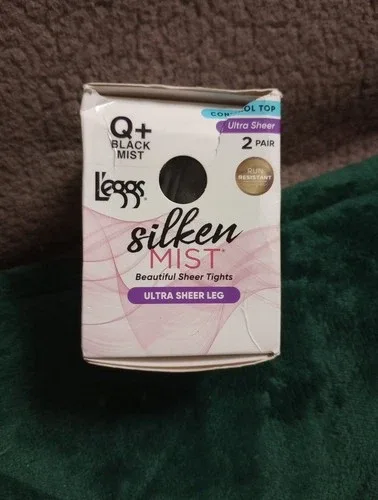 CONTROL TOP
Q+
BLACK
MIST
Ultra Sheer
2 PAIR
RUN
RESISTANT
L'eggs®
silken
MIST®
Beautiful Sheer Tights
ULTRA SHEER LEG